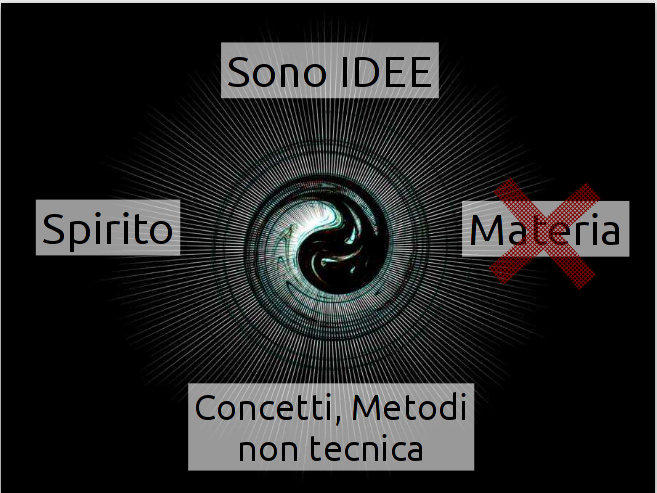 Sono IDEE
Spirito
Materia
Concetti, Metodi
non tecnica